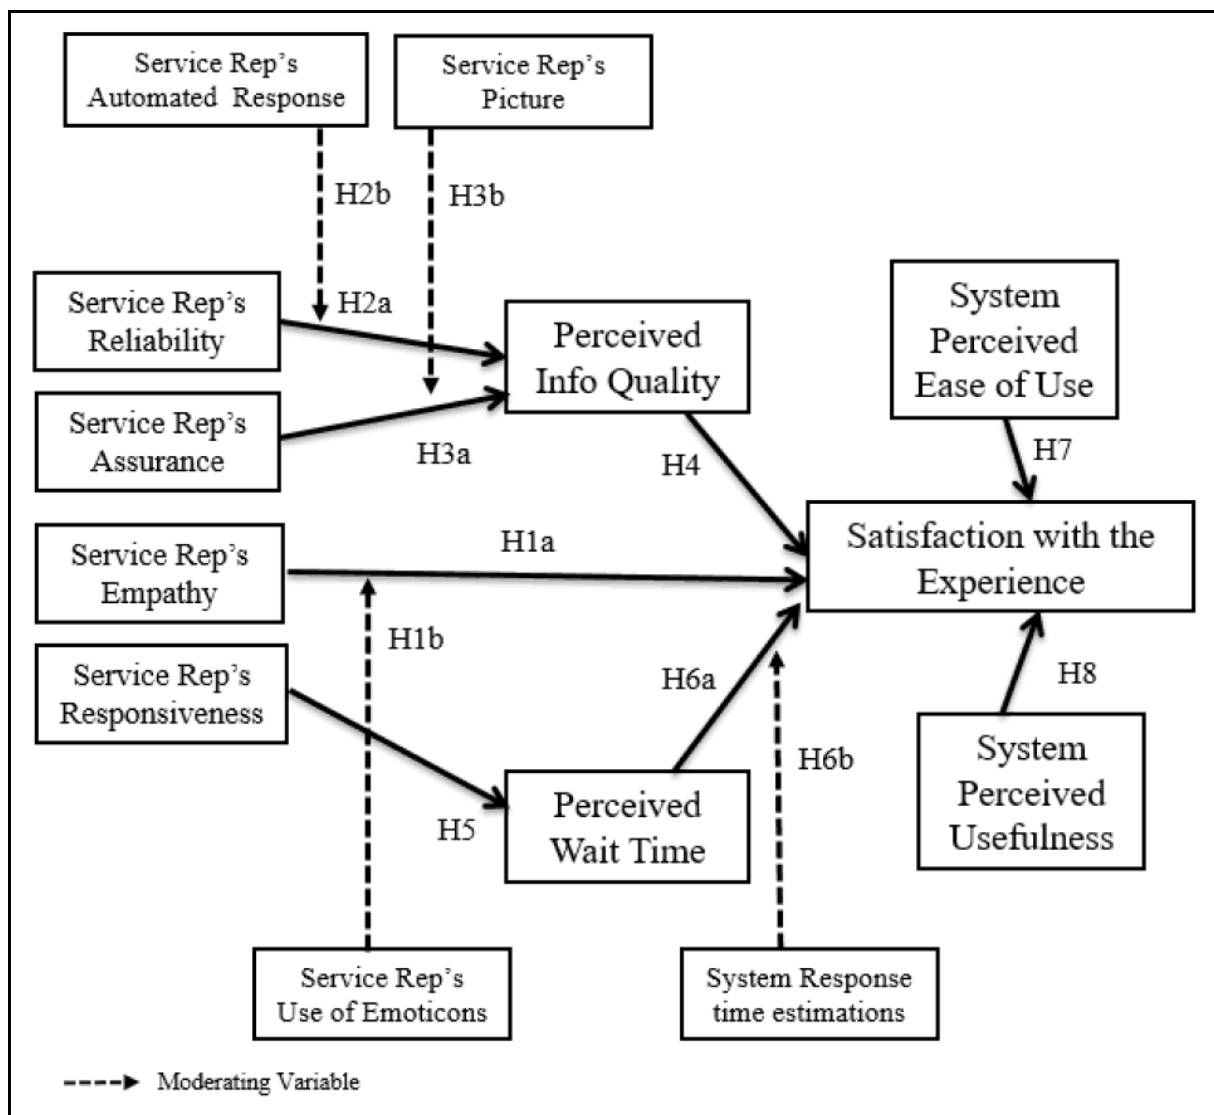 Service Rep's
Automated Response
Service Rep's
Picture
H2b
H3b
Service Rep's
Reliability
H2a
Perceived
Info Quality
System
Perceived
Ease of Use
Service Rep's
Assurance
H3a
H4
H7
Service Rep's
Empathy
H1a
Satisfaction with the
Experience
H1b
Service Rep's
Responsiveness
H6a
H8
H6b
H5
Perceived
Wait Time
System
Perceived
Usefulness
Service Rep's
Use of Emoticons
System Response
time estimations
Moderating Variable